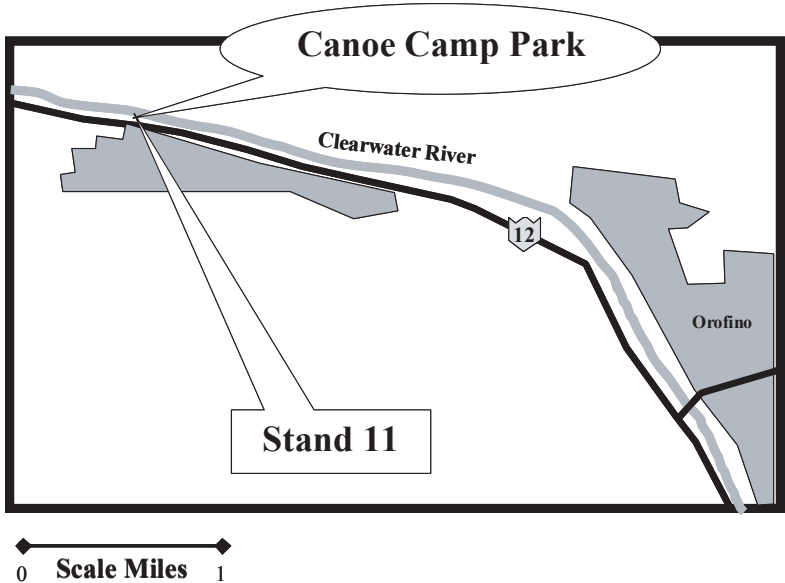 Canoe Camp Park
Clearwater River
12
Orofino
Stand 11
0 Scale Miles 1